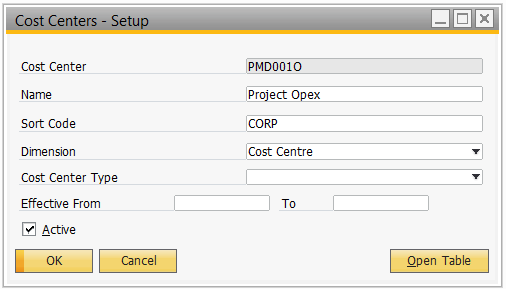 Cost Centers - Setup
Cost Center PMD001O
Name Project Opex
Sort Code CORP
Dimension Cost Centre
Cost Center Type
Effective From To
Active
OK Cancel Open Table